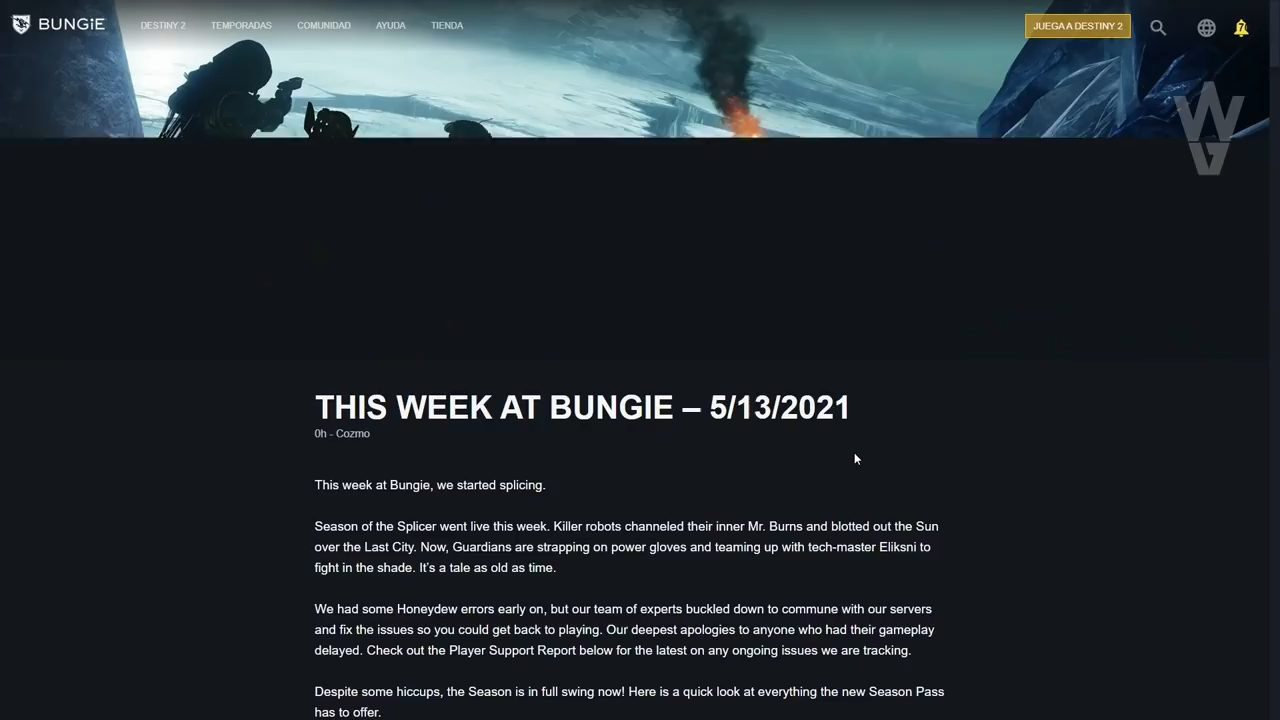 BUNGiE DESTINY 2 TEMPORADAS COMUNIDAD AYUDA TIENDA JUEGA A DESTINY 2 7
W
G
THIS WEEK AT BUNGIE – 5/13/2021
0h - Cozmo
This week at Bungie, we started splicing.
Season of the Splicer went live this week. Killer robots channeled their inner Mr. Burns and blotted out the Sun
over the Last City. Now, Guardians are strapping on power gloves and teaming up with tech-master Eliksni to
fight in the shade. It's a tale as old as time.
We had some Honeydew errors early on, but our team of experts buckled down to commune with our servers
and fix the issues so you could get back to playing. Our deepest apologies to anyone who had their gameplay
delayed. Check out the Player Support Report below for the latest on any ongoing issues we are tracking.
Despite some hiccups, the Season is in full swing now! Here is a quick look at everything the new Season Pass
has to offer.